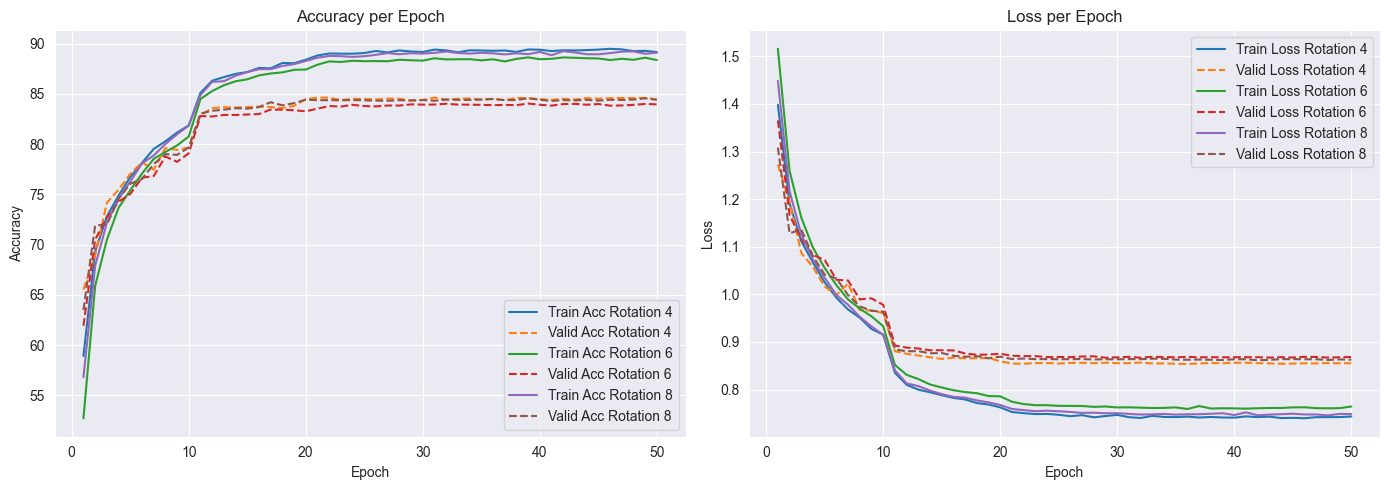 Accuracy per Epoch
Accuracy
90
85
80
75
70
65
60
55
Train Acc Rotation 4
Valid Acc Rotation 4
Train Acc Rotation 6
Valid Acc Rotation 6
Train Acc Rotation 8
Valid Acc Rotation 8
0 10 20 30 40 50
Epoch
Loss per Epoch
Loss
1.5
1.4
1.3
1.2
1.1
1.0
0.9
0.8
Train Loss Rotation 4
Valid Loss Rotation 4
Train Loss Rotation 6
Valid Loss Rotation 6
Train Loss Rotation 8
Valid Loss Rotation 8
0 10 20 30 40 50
Epoch